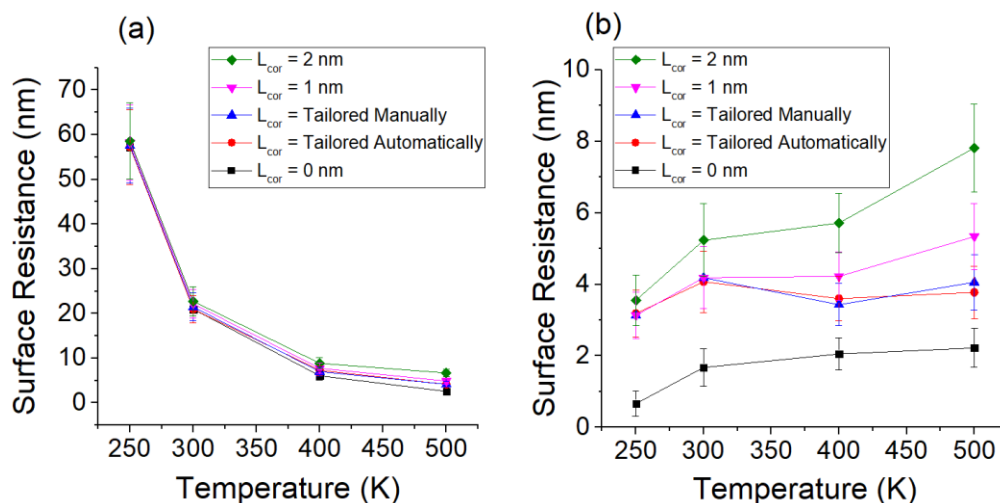 (a)
L_cor = 2 nm
L_cor = 1 nm
L_cor = Tailored Manually
L_cor = Tailored Automatically
L_cor = 0 nm
Surface Resistance (nm)
70
60
50
40
30
20
10
0
250 300 350 400 450 500
Temperature (K)
(b)
L_cor = 2 nm
L_cor = 1 nm
L_cor = Tailored Manually
L_cor = Tailored Automatically
L_cor = 0 nm
Surface Resistance (nm)
10
8
6
4
2
0
250 300 350 400 450 500
Temperature (K)